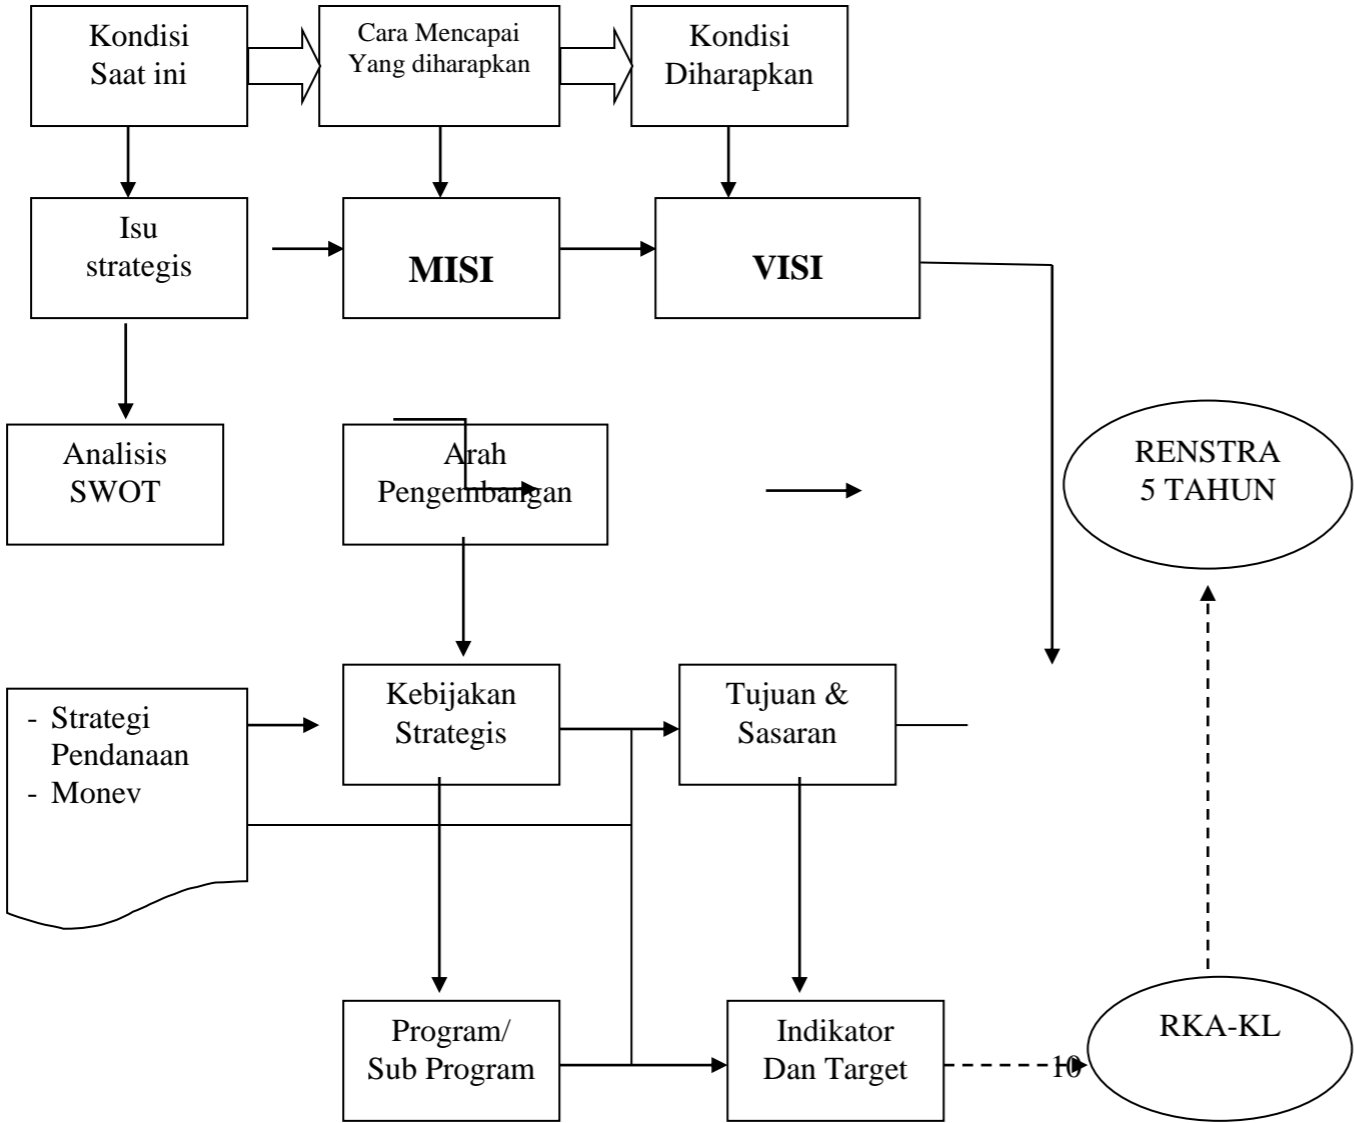 Kondisi
Saat ini
Cara Mencapai
Yang diharapkan
Kondisi
Diharapkan
Isu
strategis
MISI
VISI
Analisis
SWOT
Arah
Pengembangan
RENSTRA
5 TAHUN
- Strategi
Pendanaan
- Monev
Kebijakan
Strategis
Tujuan &
Sasaran
Program/
Sub Program
Indikator
Dan Target
10
RKA-KL